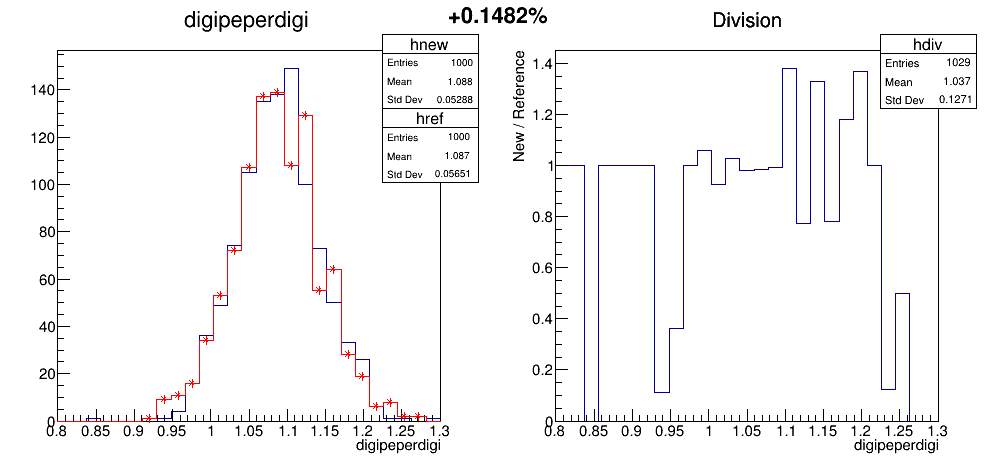 digipeperdigi
+0.1482%
Division
hnew
Entries 1000
Mean 1.088
Std Dev 0.05288
href
Entries 1000
Mean 1.087
Std Dev 0.05651
140
120
100
80
60
40
20
0
0.8 0.85 0.9 0.95 1 1.05 1.1 1.15 1.2 1.25 1.3
digipeperdigi
hdiv
Entries 1029
Mean 1.037
Std Dev 0.1271
New / Reference
1.4
1.2
1
0.8
0.6
0.4
0.2
0
0.8 0.85 0.9 0.95 1 1.05 1.1 1.15 1.2 1.25 1.3
digipeperdigi